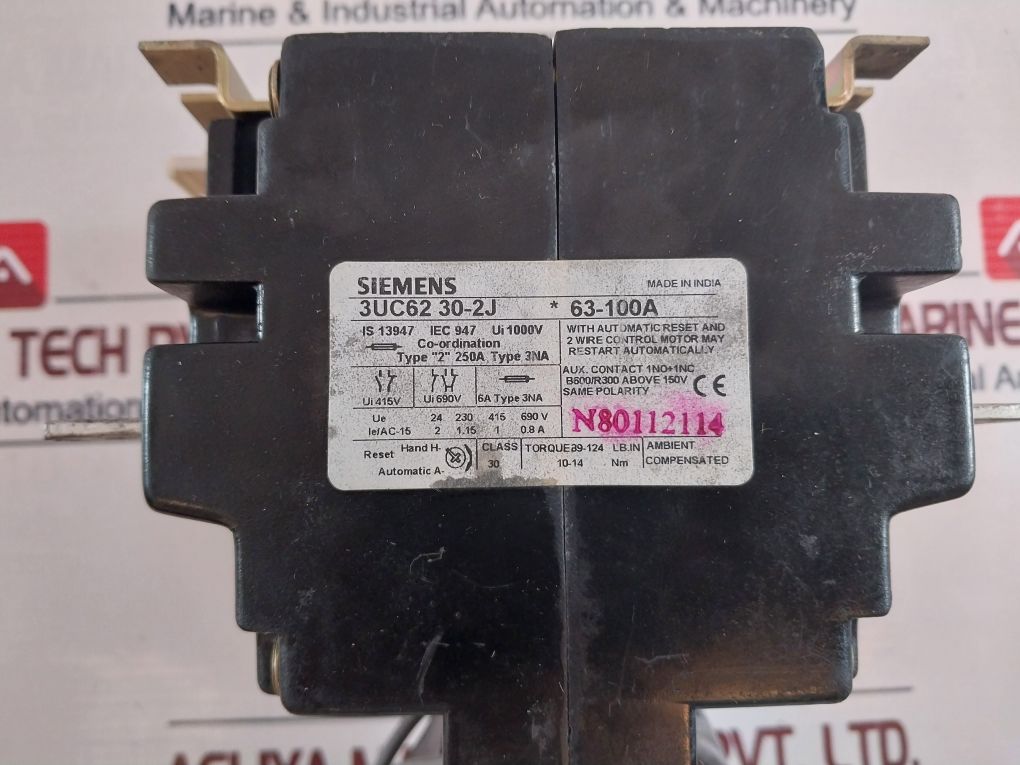 Marine & Industrial Automation & Machinery
SIEMENS MADE IN INDIA
3UC62 30-2J * 63-100A
IS 13947 IEC 947 Ui 1000V
Co-ordination
Type "2" 250A Type 3NA
WITH AUTOMATIC RESET AND
2 WIRE CONTROL MOTOR MAY
RESTART AUTOMATICALLY
Ui 415V Ui 690V 6A Type 3NA
AUX. CONTACT 1NO+1NC
B600/R300 ABOVE 150V
SAME POLARITY CE
Ue 24 230 415 690 V
Ie/AC-15 2 1.15 1 0.8 A
N80112114
Reset Hand H-
Automatic A-
CLASS
30
TORQUE 89-124 LB.IN
10-14 Nm
AMBIENT
COMPENSATED
TECH
ARINE
utomation
PVT. LTD.